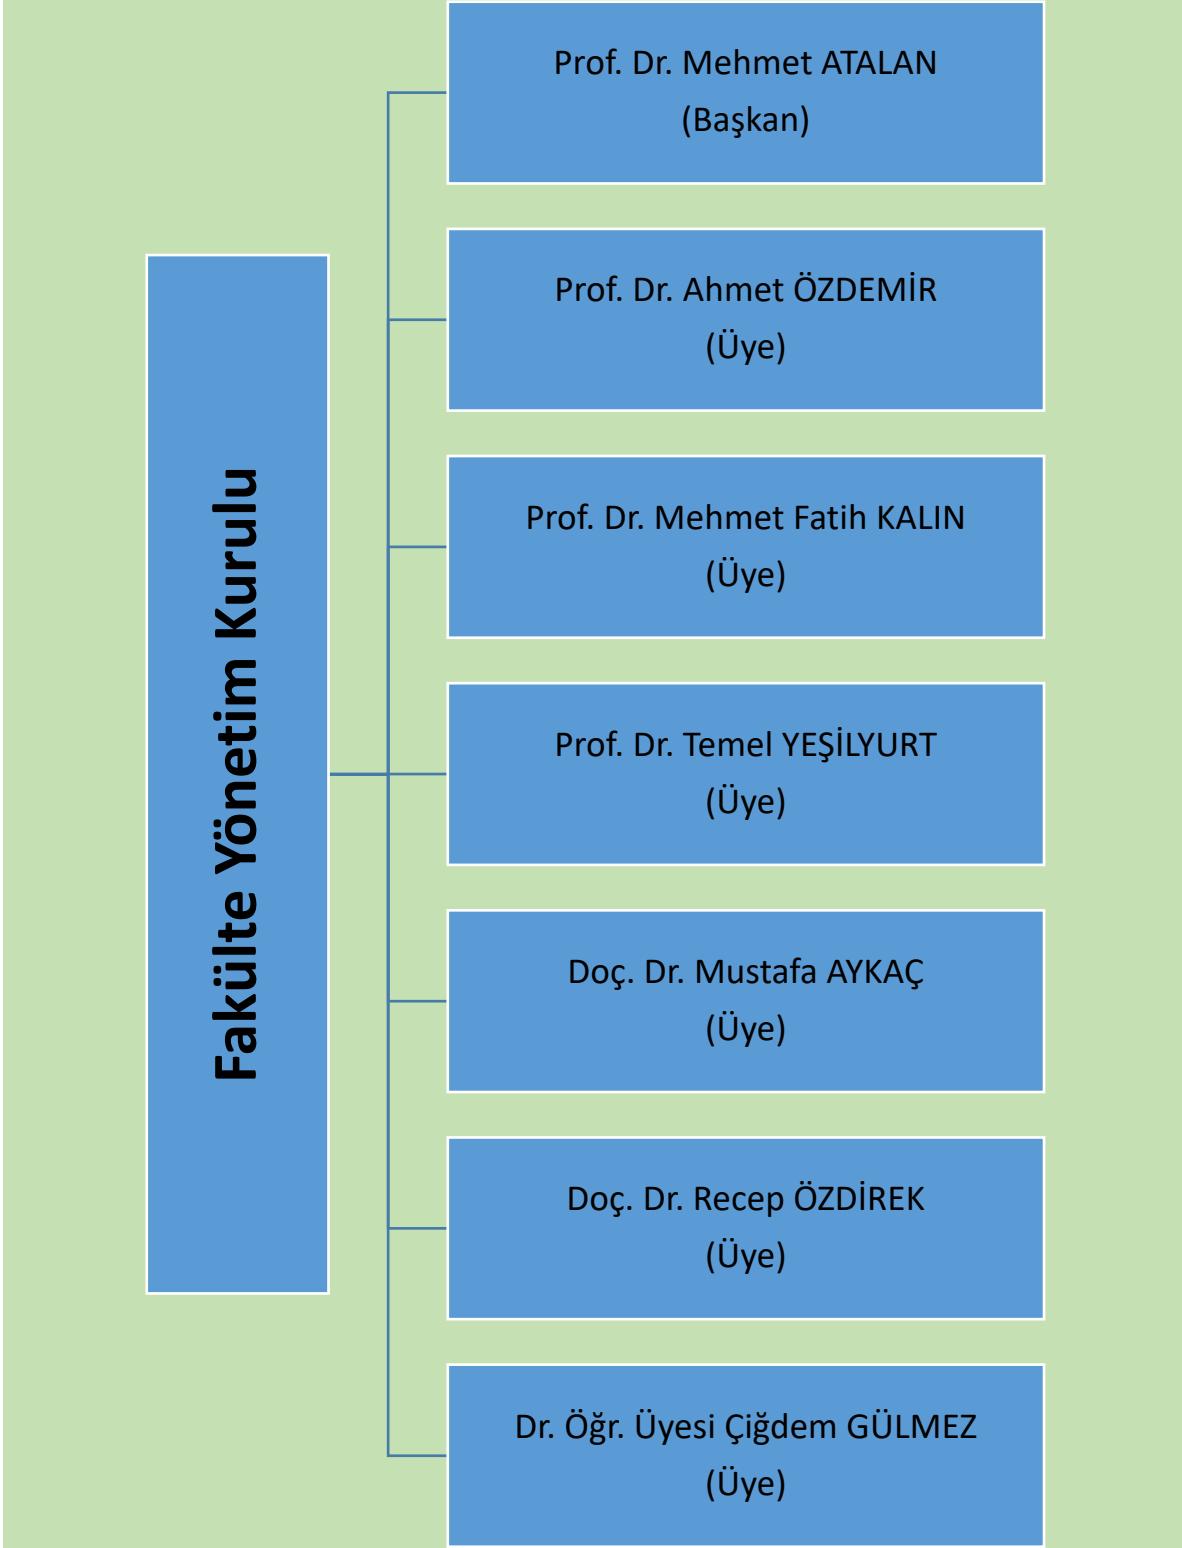 Fakülte Yönetim Kurulu
Prof. Dr. Mehmet ATALAN
(Başkan)
Prof. Dr. Ahmet ÖZDEMİR
(Üye)
Prof. Dr. Mehmet Fatih KALIN
(Üye)
Prof. Dr. Temel YEŞİLYURT
(Üye)
Doç. Dr. Mustafa AYKAÇ
(Üye)
Doç. Dr. Recep ÖZDİREK
(Üye)
Dr. Öğr. Üyesi Çiğdem GÜLMEZ
(Üye)